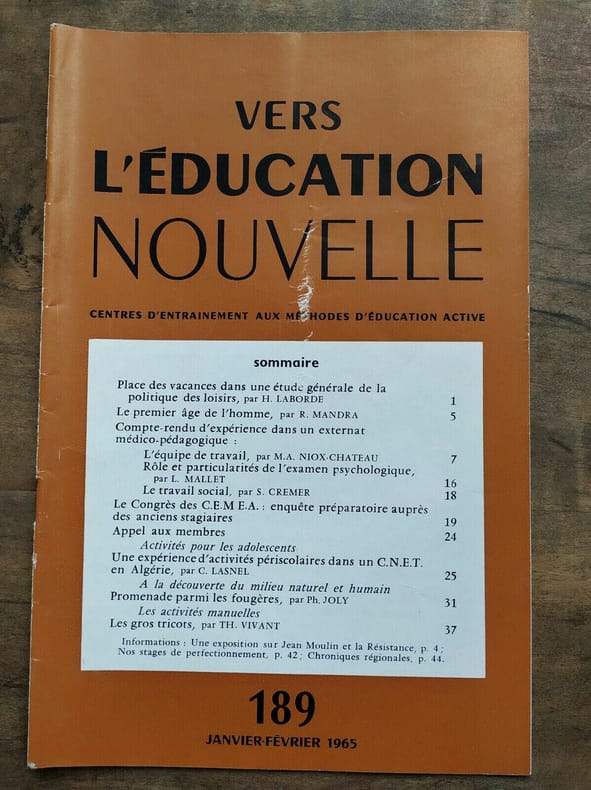 VERS
L'ÉDUCATION
NOUVELLE
CENTRES D'ENTRAINEMENT AUX MÉTHODES D'ÉDUCATION ACTIVE
sommaire
Place des vacances dans une étude générale de la
politique des loisirs, par H. LABORDE 1
Le premier âge de l'homme, par R. MANDRA 5
Compte-rendu d'expérience dans un externat
médico-pédagogique :
L'équipe de travail, par M.A. NIOX-CHATEAU 7
Rôle et particularités de l'examen psychologique,
par L. MALLET 16
Le travail social, par S. CREMER 18
Le Congrès des C.E.M E.A. : enquête préparatoire auprès
des anciens stagiaires 19
Appel aux membres 24
Activités pour les adolescents
Une expérience d'activités périscolaires dans un C.N.E.T.
en Algérie, par C. LASNEL 25
A la découverte du milieu naturel et humain
Promenade parmi les fougères, par Ph. JOLY 31
Les activités manuelles
Les gros tricots, par TH. VIVANT 37
Informations : Une exposition sur Jean Moulin et la Résistance, p. 4 ;
Nos stages de perfectionnement, p. 42 ; Chroniques régionales, p. 44.
189
JANVIER-FÉVRIER 1965